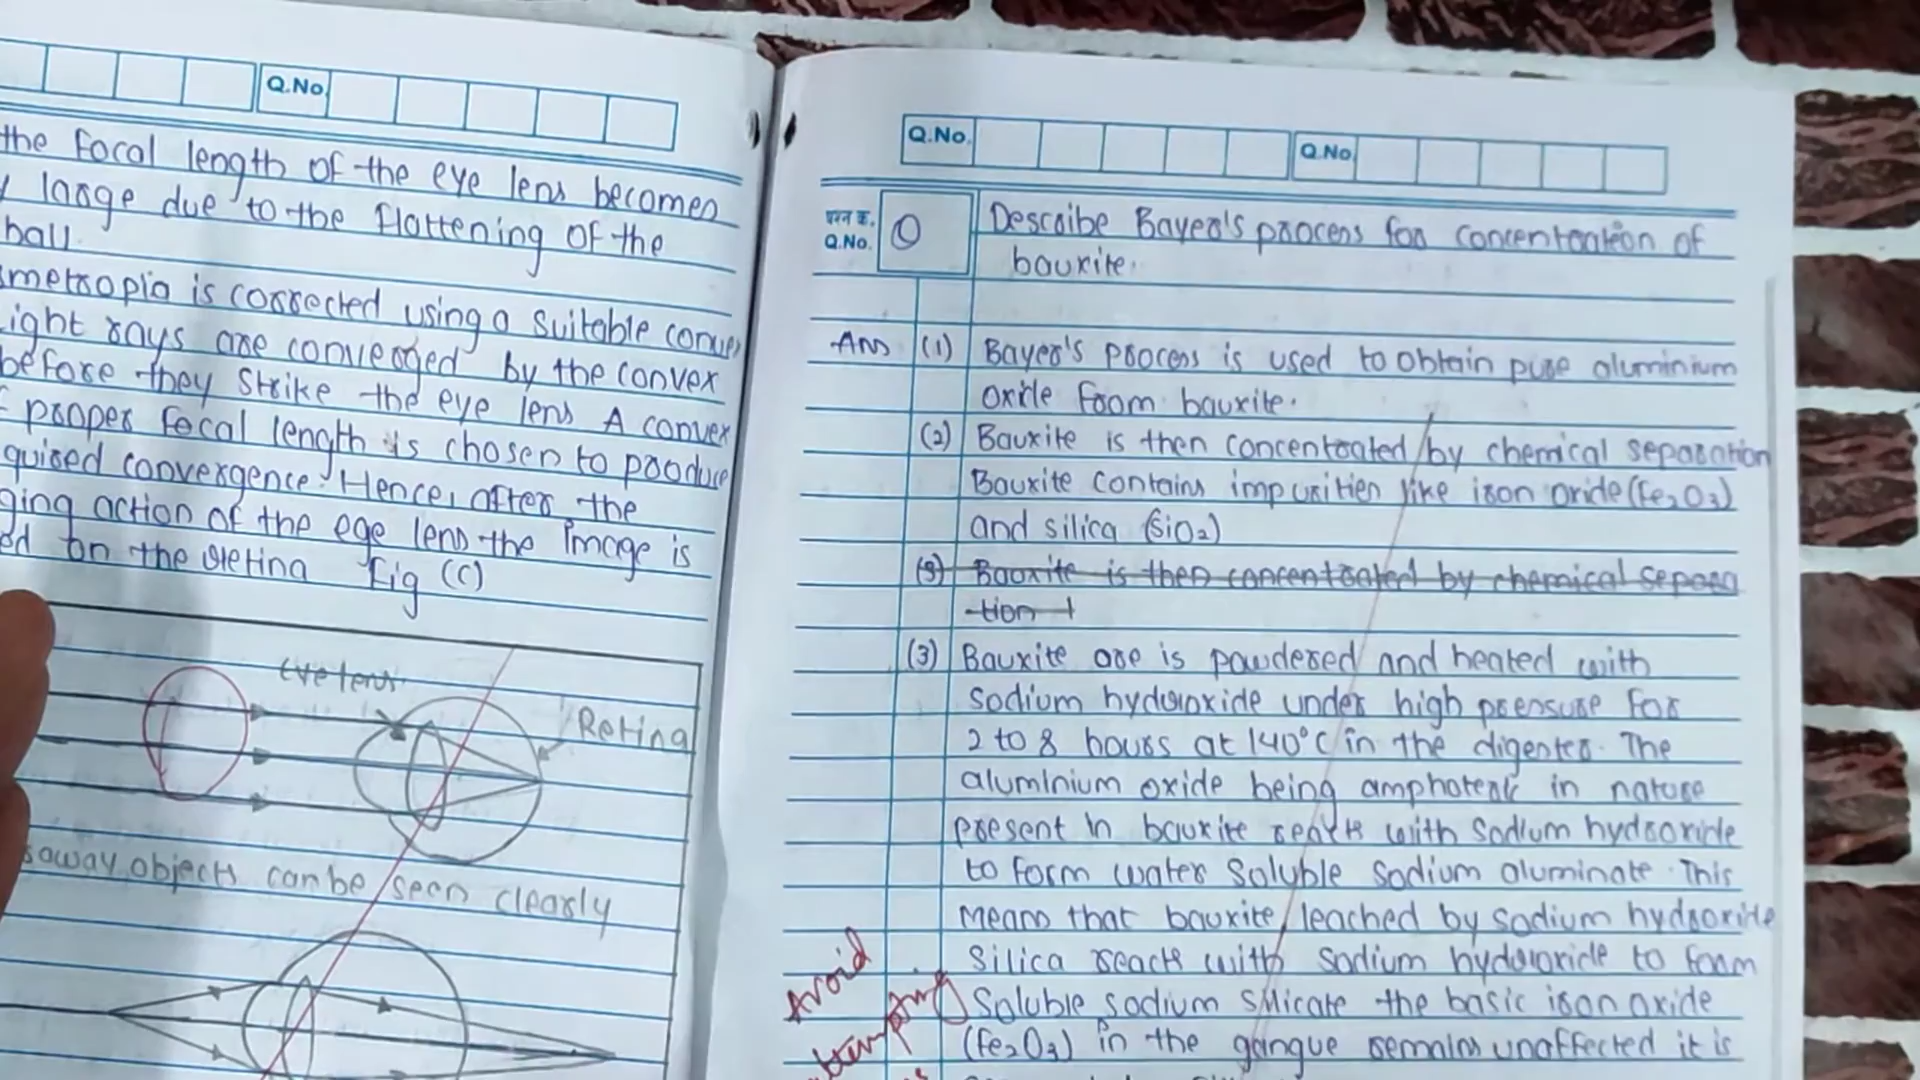 Q.No.
the focal length of the eye lens becomes
large due to the flattening of the
ball.
metropia is corrected using a suitable
ight rays are converged by the convex
before they strike the eye lens A convex
proper focal length is chosen to produce
quired convergence. Hence, after the
ging action of the ege lens the image is
ed on the retina Fig (C)
eye lens
Retina
away objects can be seen clearly
Q.No.
Q.No.
प्रश्न क्र.
Q.No.
Describe Bayer's process for concentration of
bauxite.
Ans (1) Bayer's process is used to obtain pure aluminium
oxide from bauxite.
(2) Bauxite is then concentrated by chemical separation
Bauxite contains impurities like iron oxide (Fe₂O₃)
and silica (SiO₂)
(3) Bauxite is then concentrated by chemical separa
-tion
(3) Bauxite ore is powdered and heated with
sodium hydroxide under high pressure for
2 to 8 hours at 140°C in the digester. The
aluminium oxide being amphoteric in nature
present in bauxite reacts with sodium hydroxide
to form water soluble sodium aluminate. This
means that bauxite leached by sodium hydroxide
Silica reacts with sodium hydroxide to form
Avoid
Soluble sodium silicate the basic iron oxide
(Fe₂O₃) in the gangue remains unaffected it is